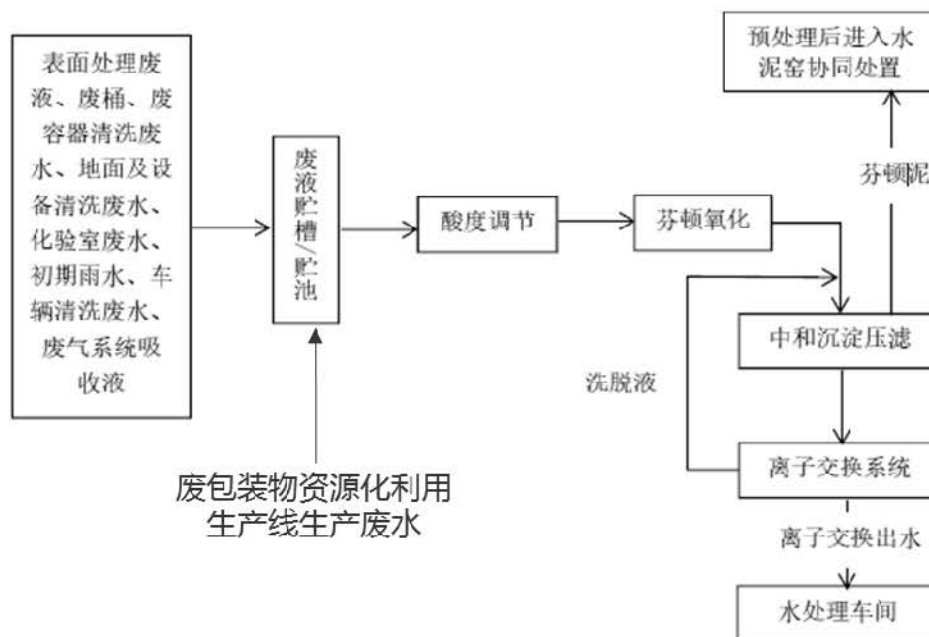 表面处理废
液、废桶、废
容器清洗废
水、地面及设
备清洗废水、
化验室废水、
初期雨水、车
辆清洗废水、
废气系统吸
收液
废液贮槽/贮池
废包装物资源化利用
生产线生产废水
酸度调节
芬顿氧化
预处理后进入水
泥窑协同处置
芬顿泥
中和沉淀压滤
洗脱液
离子交换系统
离子交换出水
水处理车间